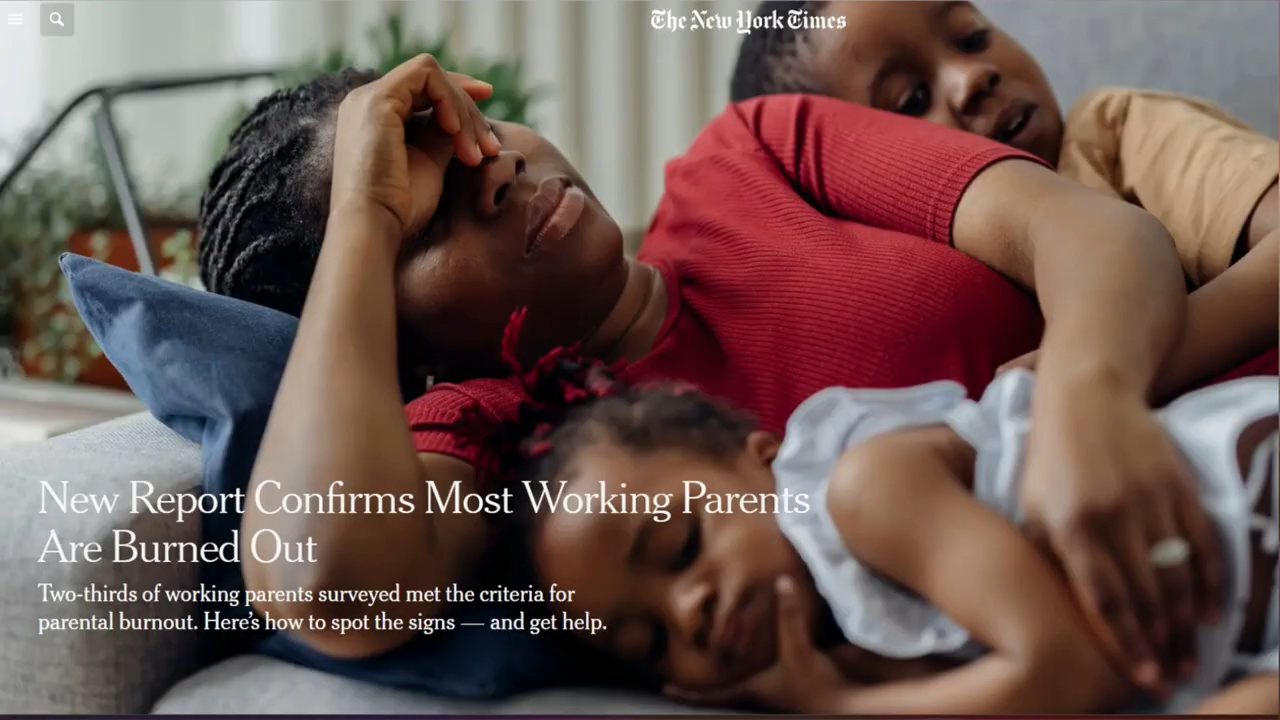 The New York Times
New Report Confirms Most Working Parents
Are Burned Out
Two-thirds of working parents surveyed met the criteria for
parental burnout. Here's how to spot the signs — and get help.